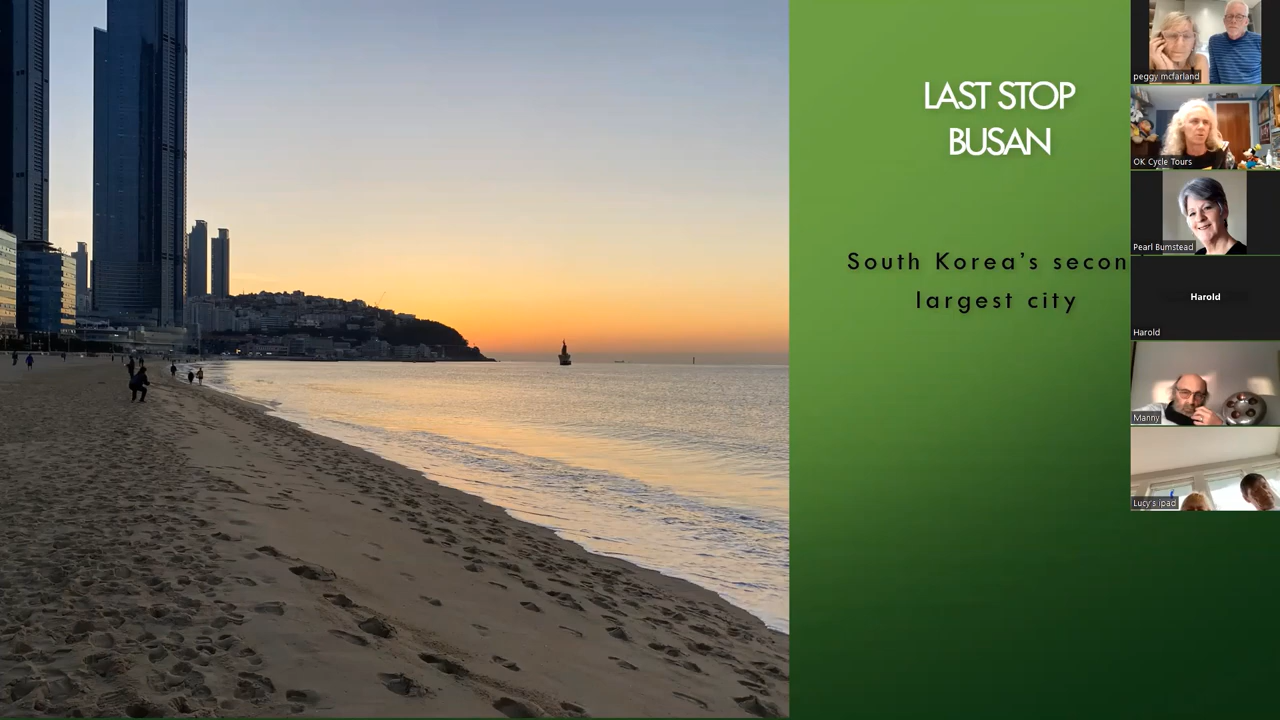 LAST STOP
BUSAN
South Korea’s secon
largest city
peggy mcfarland
OK Cycle Tours
Pearl Bumstead
Harold
Harold
Manny
Lucy's ipad